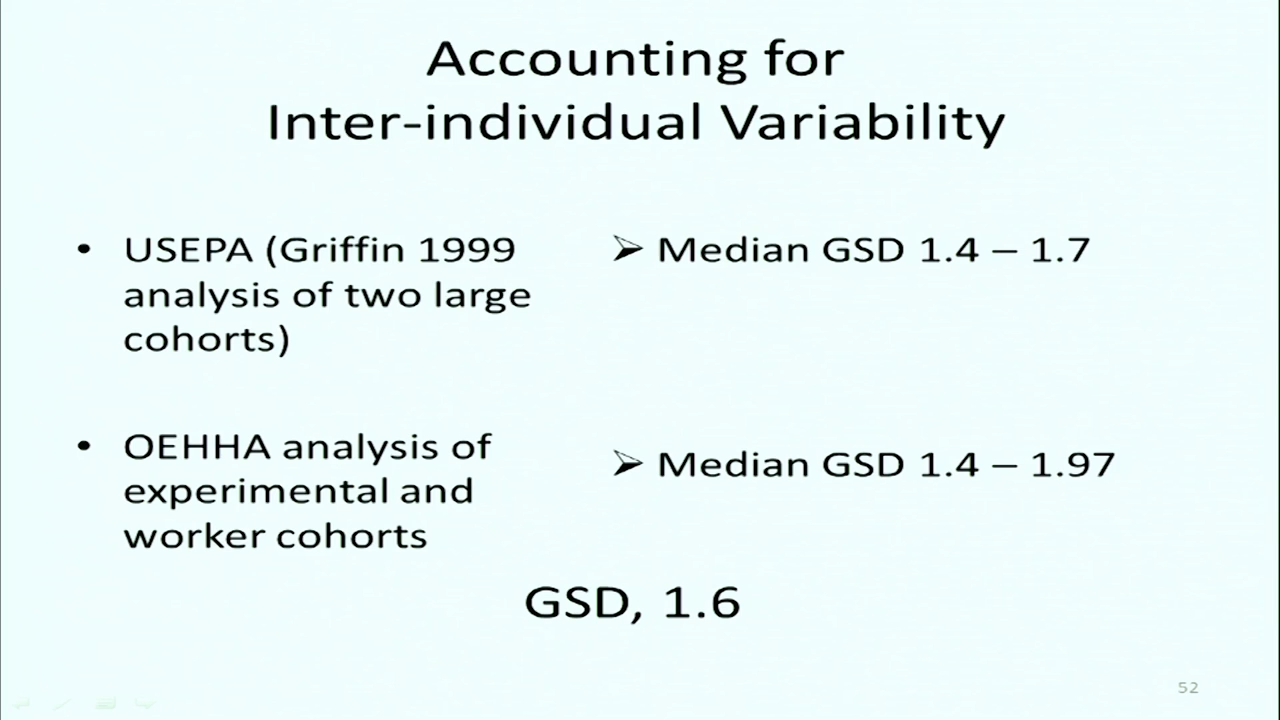 Accounting for
Inter-individual Variability
• USEPA (Griffin 1999
analysis of two large
cohorts)
➢ Median GSD 1.4 – 1.7
• OEHHA analysis of
experimental and
worker cohorts
➢ Median GSD 1.4 – 1.97
GSD, 1.6
52